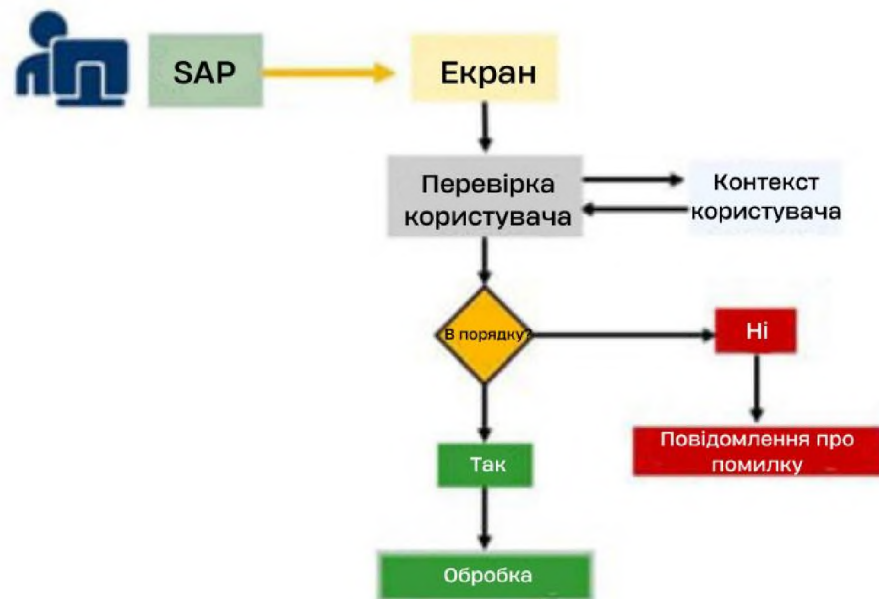 SAP
Екран
Перевірка
користувача
Контекст
користувача
В порядку?
Ні
Так
Повідомлення про
помилку
Обробка